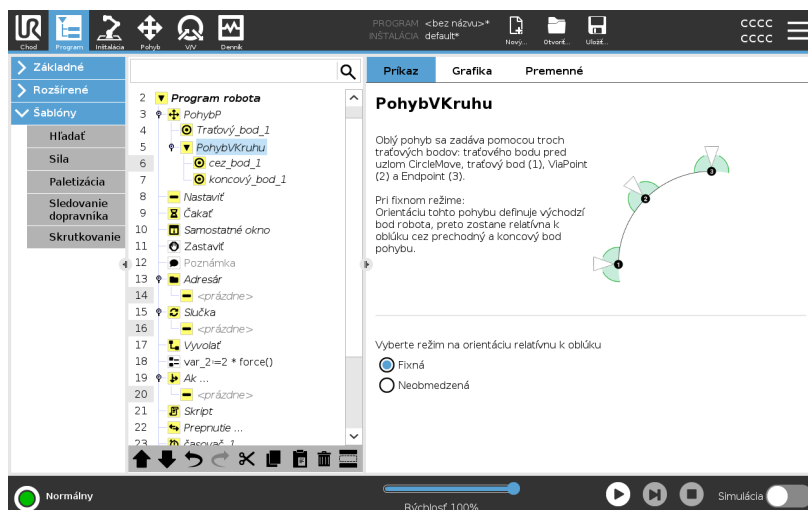 UR
PROGRAM <bez názvu>*
INŠTALÁCIA default*
CCCC
CCCC
Chod
Program
Inštalácia
Pohyb
V/V
Denník
Nový...
Otvoriť...
Uložiť...
Základné
Rozšírené
Šablóny
Hľadať
Sila
Paletizácia
Sledovanie
dopravníka
Skrutkovanie
2 Program robota
3 PohybP
4 Traťový_bod_1
5 PohybVKruhu
6 cez_bod_1
7 koncový_bod_1
8 Nastaviť
9 Čakať
10 Samostatné okno
11 Zastaviť
12 Poznámka
13 Adresár
14 <prázdne>
15 Slučka
16 <prázdne>
17 Vyvolať
18 var_2:=2 * force()
19 Ak ...
20 <prázdne>
21 Skript
22 Prepnutie ...
23 časovač_1
Príkaz Grafika Premenné
PohybVKruhu
Oblý pohyb sa zadáva pomocou troch
traťových bodov: traťového bodu pred
uzlom CircleMove, traťový bod (1), ViaPoint
(2) a Endpoint (3).
Pri fixnom režime:
Orientáciu tohto pohybu definuje východzí
bod robota, preto zostane relatívna k
oblúku cez prechodný a koncový bod
pohybu.
3
2
1
Vyberte režim na orientáciu relatívnu k oblúku
Fixná
Neobmedzená
Normálny
Rýchlosť 100%
Simulácia